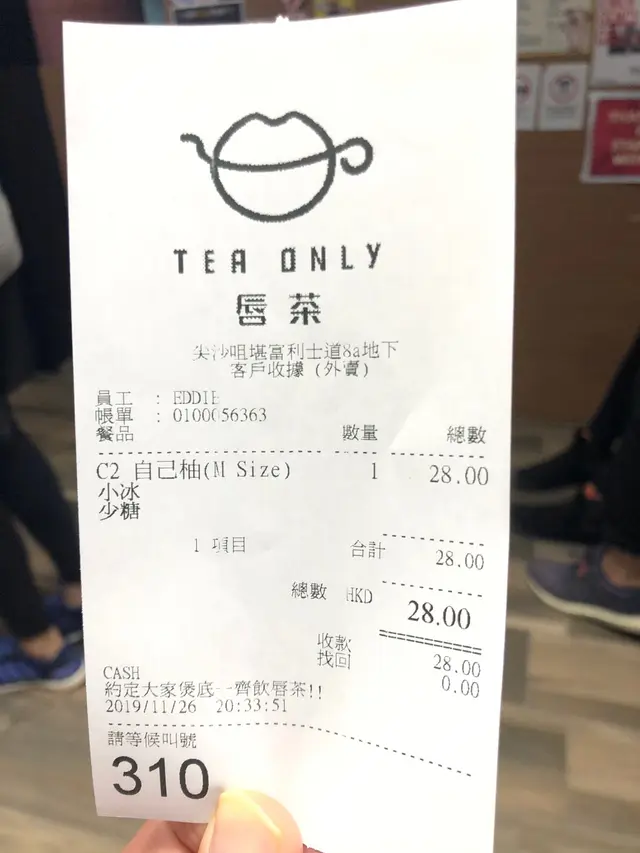 TEA ONLY
唇茶
尖沙咀堪富利士道8a地下
客戶收據 (外賣)
員工 : EDDIE
帳單 : 0100056363
餐品 數量 總數
C2 自己柚(M Size) 1 28.00
小冰
少糖
1 項目 合計 28.00
總數 HKD 28.00
收款 28.00
找回 0.00
CASH
約定大家煲底一齊飲唇茶!!
2019/11/26 20:33:51
請等候叫號
310